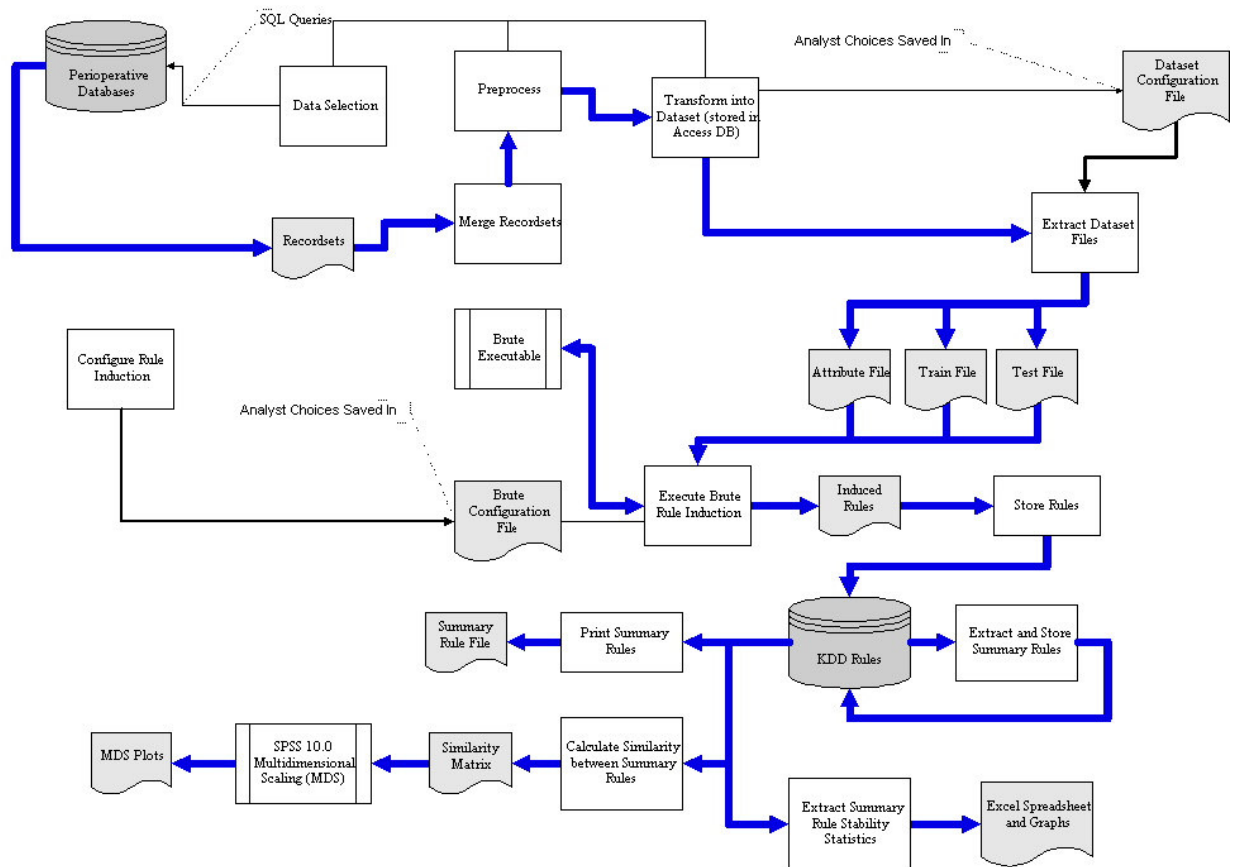 SQL Queries
Analyst Choices Saved In
Perioperative
Databases
Data Selection
Preprocess
Transform into
Dataset (stored in
Access DB)
Dataset
Configuration
File
Recordsets
Merge Recordsets
Extract Dataset
Files
Configure Rule
Induction
Brute
Executable
Attribute File
Train File
Test File
Analyst Choices Saved In
Brute
Configuration
File
Execute Brute
Rule Induction
Induced
Rules
Store Rules
Summary
Rule File
Print Summary
Rules
KDD Rules
Extract and Store
Summary Rules
MDS Plots
SPSS 10.0
Multidimensional
Scaling (MDS)
Similarity
Matrix
Calculate Similarity
between Summary
Rules
Extract Summary
Rule Stability
Statistics
Excel Spreadsheet
and Graphs